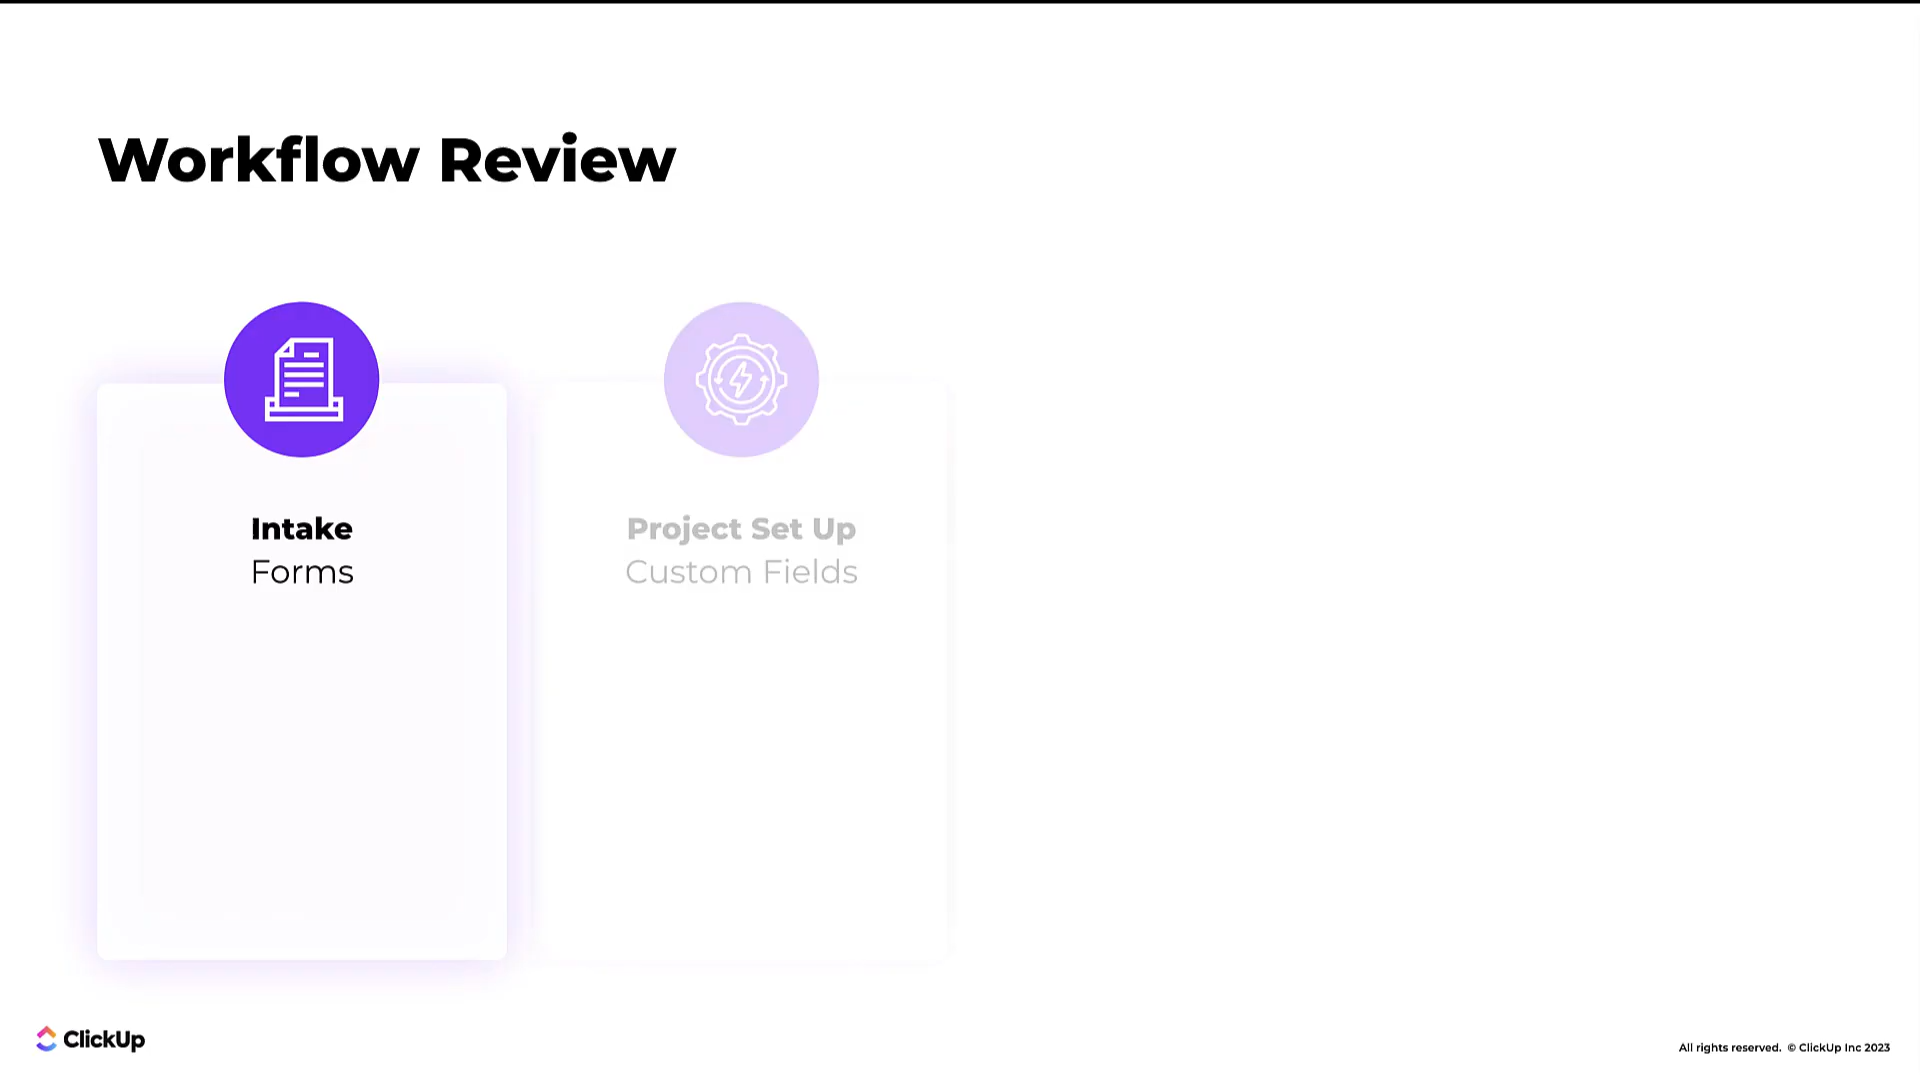 Workflow Review
Intake
Forms
Project Set Up
Custom Fields
ClickUp
All rights reserved. © ClickUp Inc 2023